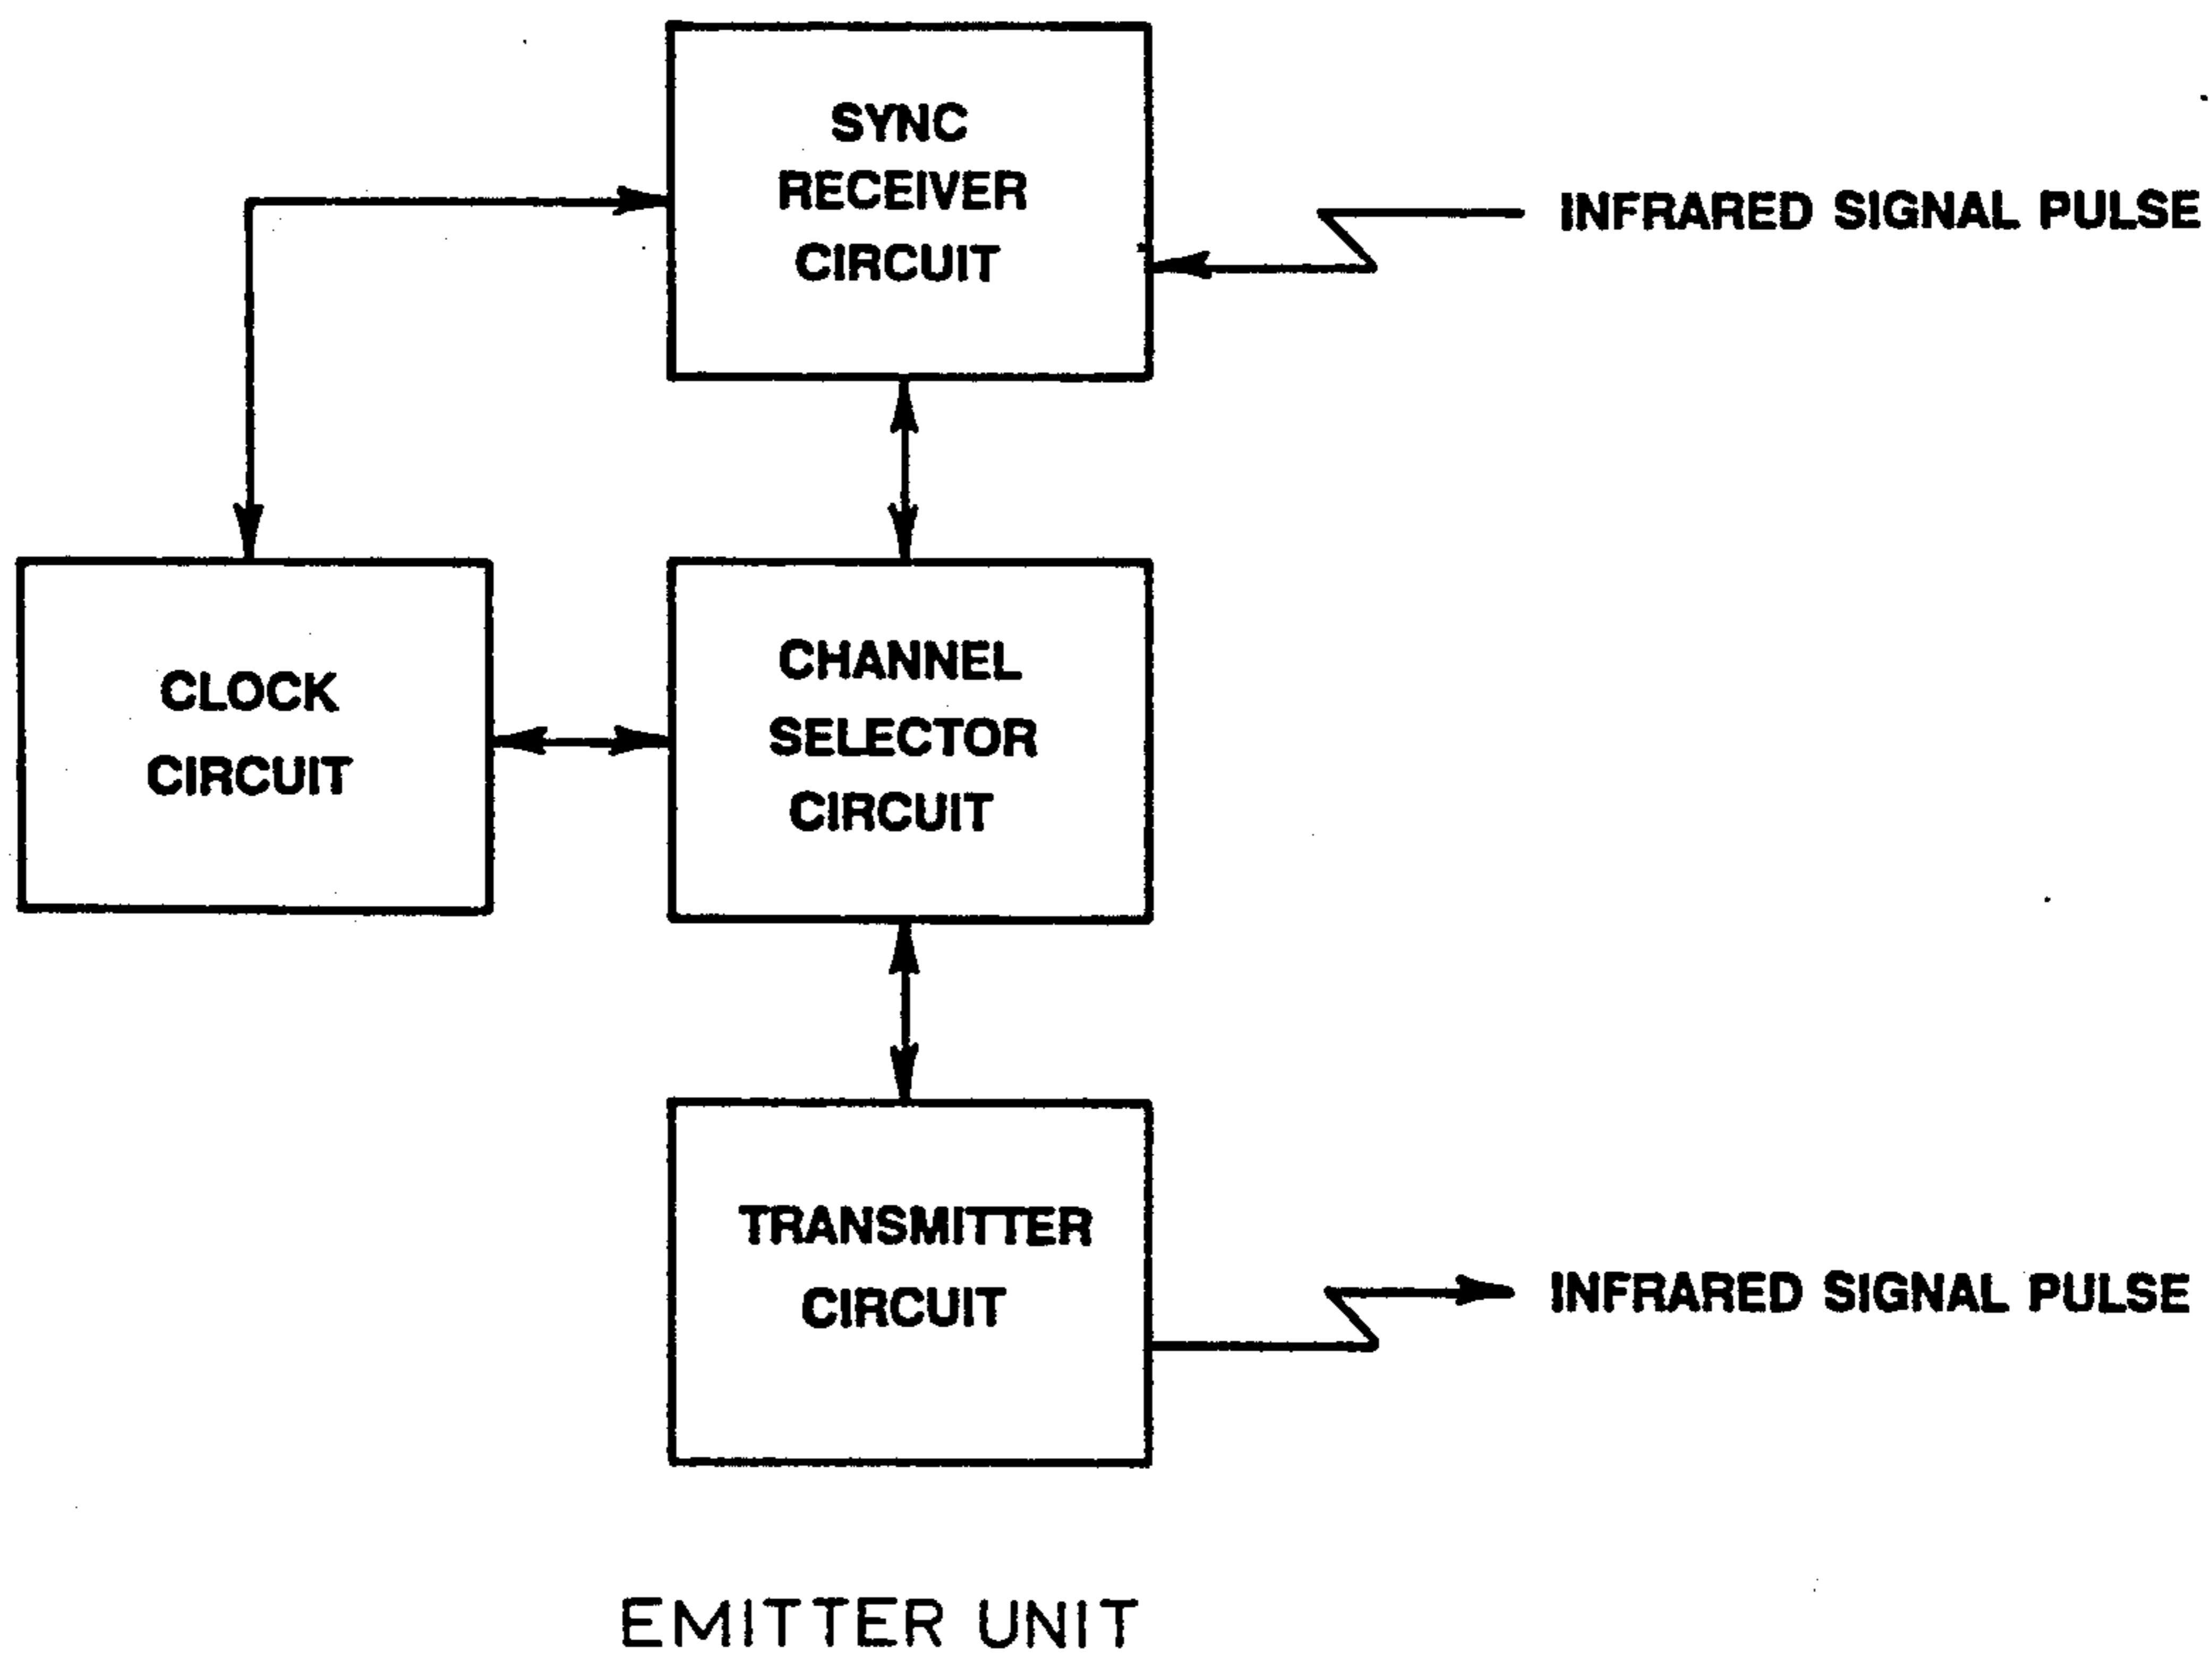 SYNC
RECEIVER
CIRCUIT
INFRARED SIGNAL PULSE
CLOCK
CIRCUIT
CHANNEL
SELECTOR
CIRCUIT
TRANSMITTER
CIRCUIT
INFRARED SIGNAL PULSE
EMITTER UNIT